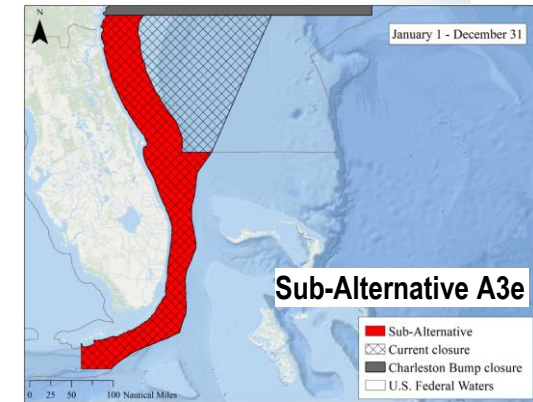 N
January 1 - December 31
Sub-Alternative A3e
Sub-Alternative
Current closure
Charleston Bump closure
U.S. Federal Waters
0 25 50 100 Nautical Miles